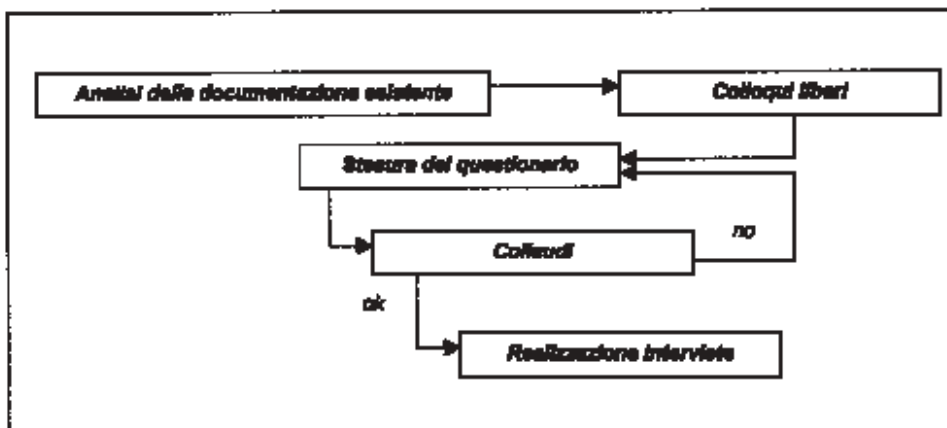 Analisi della documentazione esistente
Colloqui liberi
Stesura del questionario
Collaudi
no
ok
Realizzazione interviste